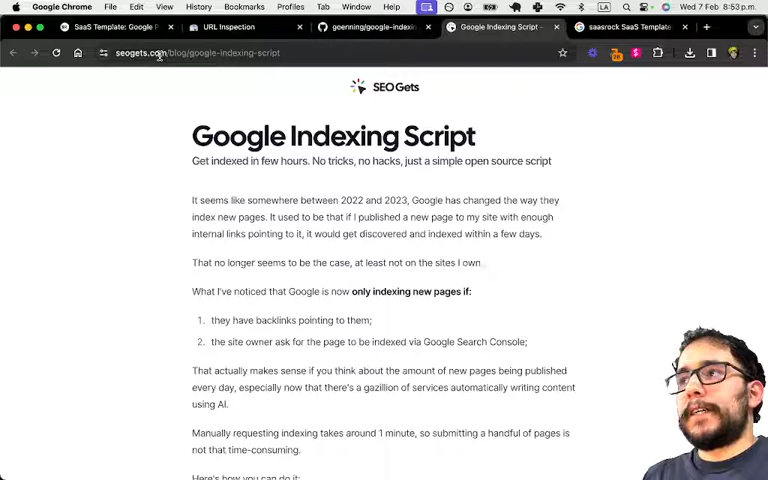 Google Chrome File Edit View History Bookmarks Profiles Tab Window Help LA Wed 7 Feb 8:53 p.m.
SaaS Template: Google P URL Inspection goenning/google-indexin Google Indexing Script - saasrock SaaS Template
seogets.com/blog/google-indexing-script
SEO Gets
Google Indexing Script
Get indexed in few hours. No tricks, no hacks, just a simple open source script
It seems like somewhere between 2022 and 2023, Google has changed the way they
index new pages. It used to be that if I published a new page to my site with enough
internal links pointing to it, it would get discovered and indexed within a few days.
That no longer seems to be the case, at least not on the sites I own.
What I've noticed that Google is now only indexing new pages if:
1. they have backlinks pointing to them;
2. the site owner ask for the page to be indexed via Google Search Console;
That actually makes sense if you think about the amount of new pages being published
every day, especially now that there's a gazillion of services automatically writing content
using AI.
Manually requesting indexing takes around 1 minute, so submitting a handful of pages is
not that time-consuming.
Here's how you can do it: